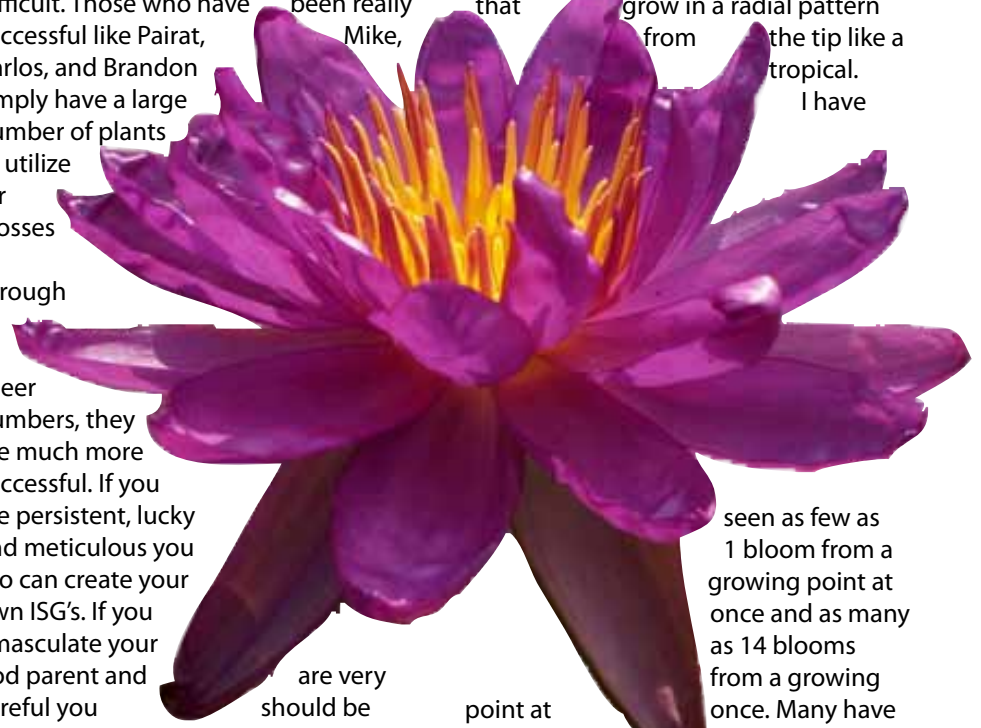 fficult. Those who have been really
ccessful like Pairat, Mike,
arlos, and Brandon
mply have a large
umber of plants
utilize
r
osses
rough
eer
umbers, they
e much more
ccessful. If you
e persistent, lucky
nd meticulous you
o can create your
wn ISG's. If you
masculate your
od parent and are very
reful you should be
that grow in a radial pattern
from the tip like a
tropical.
I have
seen as few as
1 bloom from a
growing point at
once and as many
as 14 blooms
from a growing
point at once. Many have